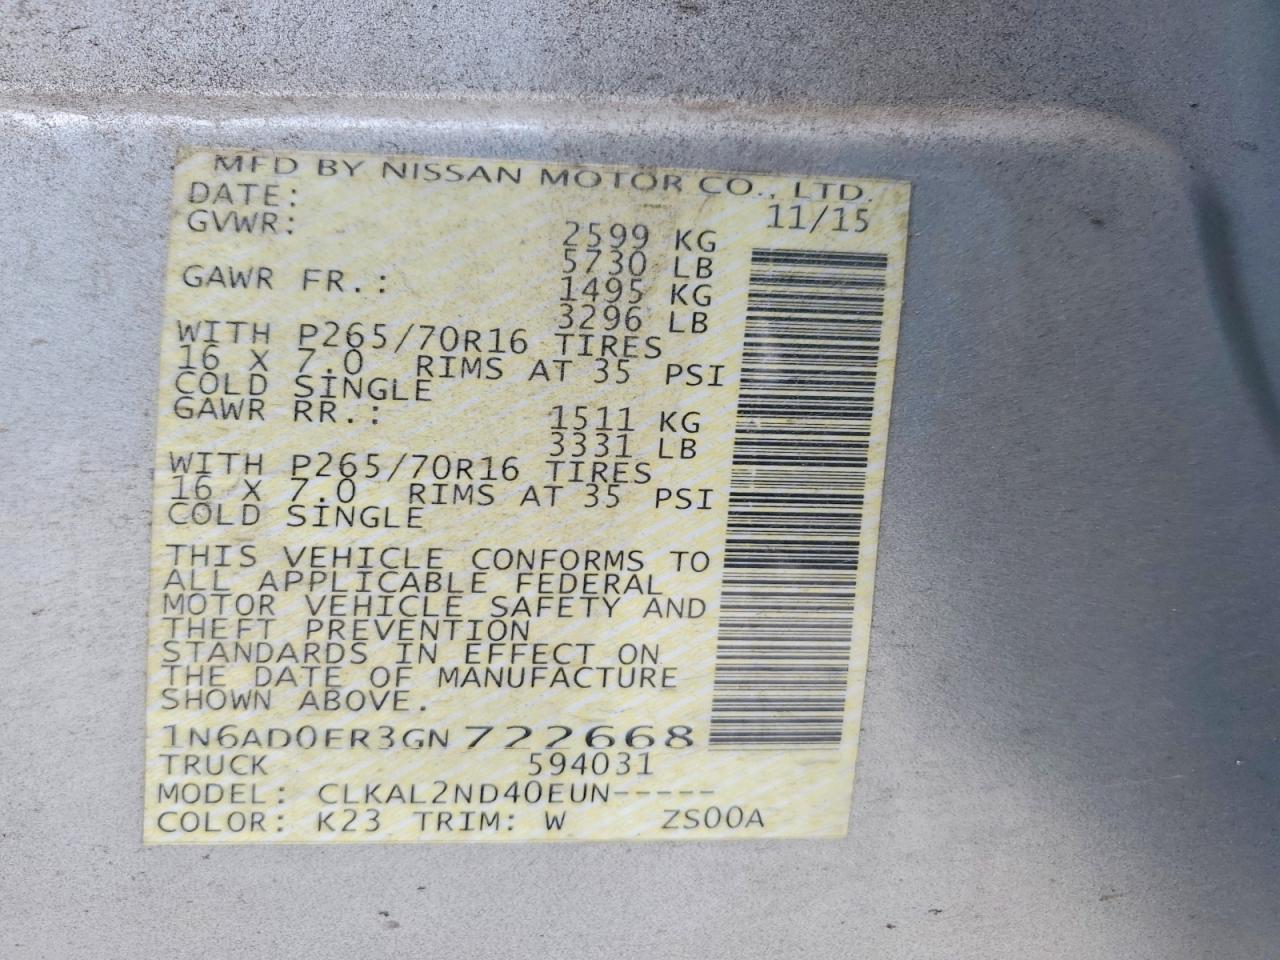 MFD BY NISSAN MOTOR CO., LTD.
DATE: 11/15
GVWR: 2599 KG
5730 LB
GAWR FR.: 1495 KG
3296 LB
WITH P265/70R16 TIRES
16 X 7.0 RIMS AT 35 PSI
COLD SINGLE
GAWR RR.: 1511 KG
3331 LB
WITH P265/70R16 TIRES
16 X 7.0 RIMS AT 35 PSI
COLD SINGLE
THIS VEHICLE CONFORMS TO
ALL APPLICABLE FEDERAL
MOTOR VEHICLE SAFETY AND
THEFT PREVENTION
STANDARDS IN EFFECT ON
THE DATE OF MANUFACTURE
SHOWN ABOVE.
1N6AD0ER3GN722668
TRUCK 594031
MODEL: CLKAL2ND40EUN-----
COLOR: K23 TRIM: W ZS00A